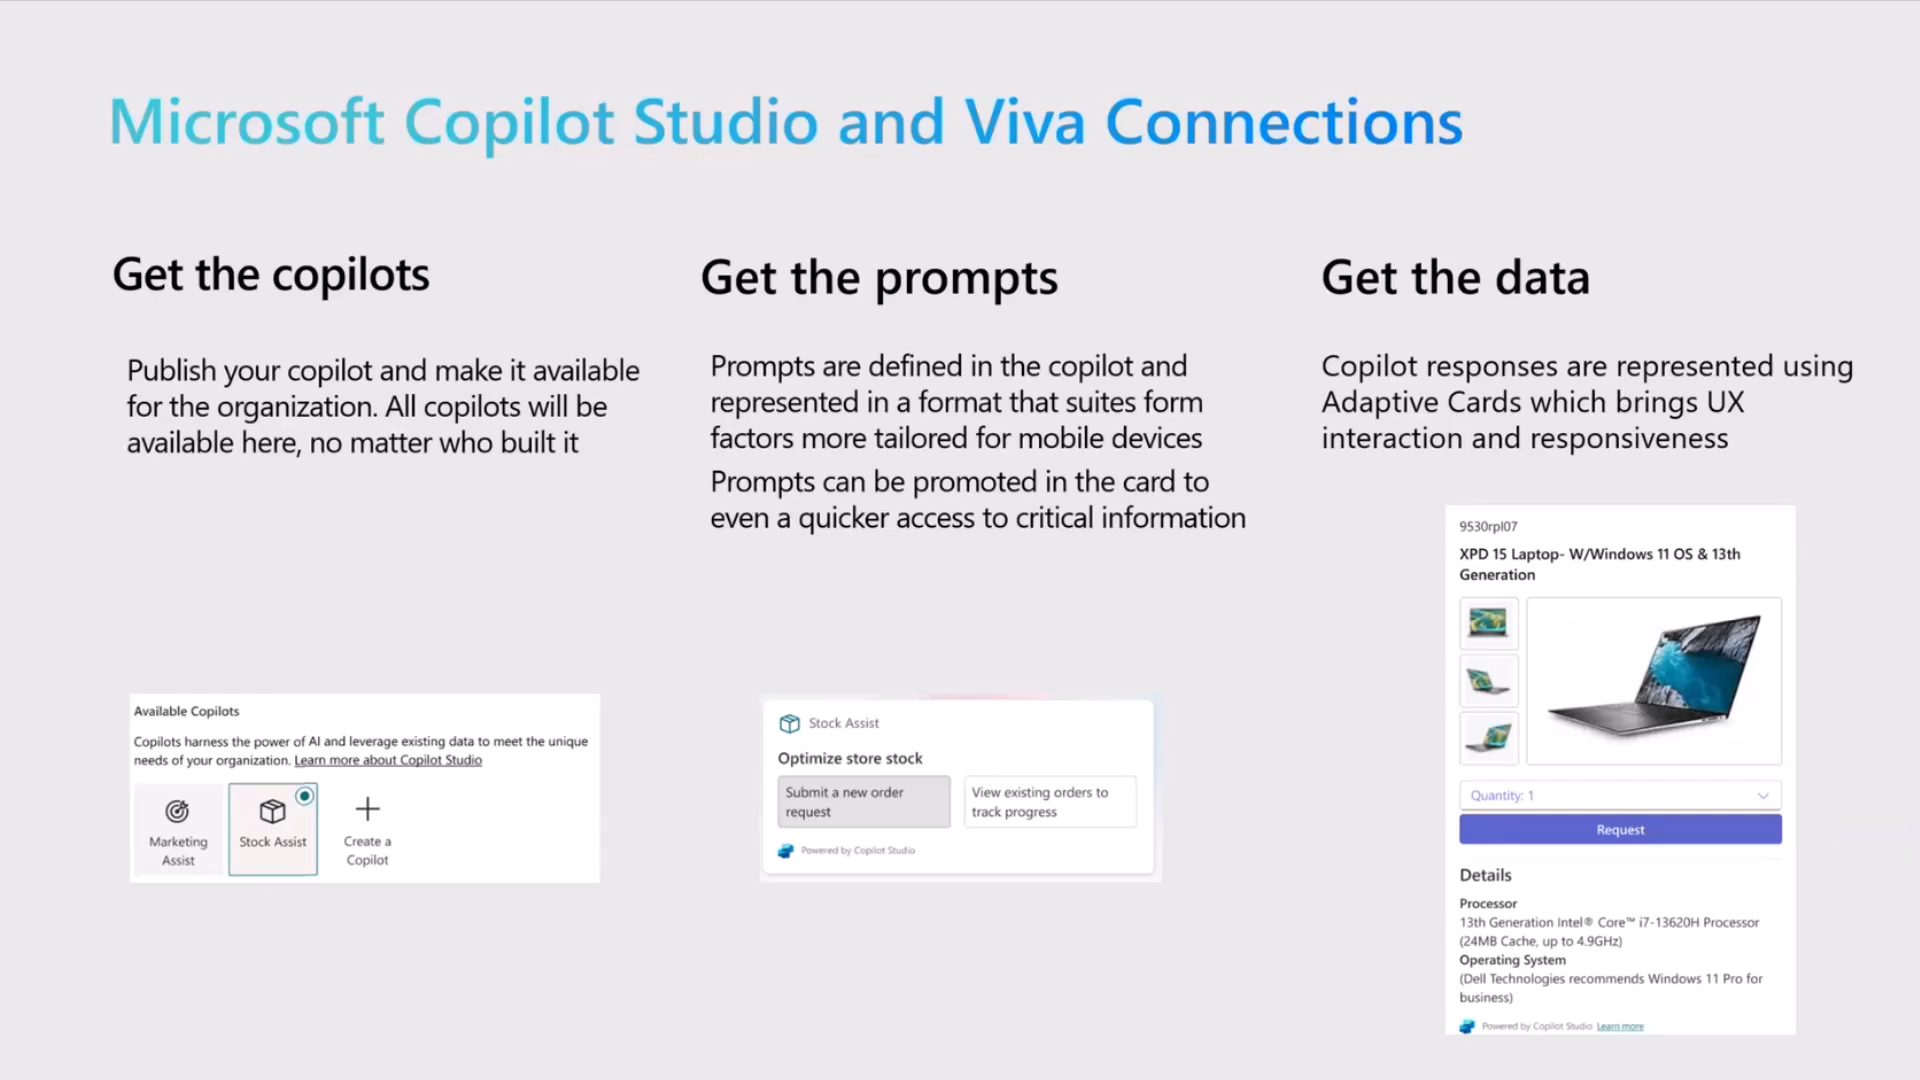 Microsoft Copilot Studio and Viva Connections
Get the copilots
Publish your copilot and make it available
for the organization. All copilots will be
available here, no matter who built it
Available Copilots
Copilots harness the power of AI and leverage existing data to meet the unique
needs of your organization. Learn more about Copilot Studio
Marketing
Assist
Stock Assist
Create a
Copilot
Get the prompts
Prompts are defined in the copilot and
represented in a format that suites form
factors more tailored for mobile devices
Prompts can be promoted in the card to
even a quicker access to critical information
Stock Assist
Optimize store stock
Submit a new order
request
View existing orders to
track progress
Powered by Copilot Studio
Get the data
Copilot responses are represented using
Adaptive Cards which brings UX
interaction and responsiveness
9530rpl07
XPD 15 Laptop- W/Windows 11 OS & 13th
Generation
Quantity: 1
Request
Details
Processor
13th Generation Intel® Core™ i7-13620H Processor
(24MB Cache, up to 4.9GHz)
Operating System
(Dell Technologies recommends Windows 11 Pro for
business)
Powered by Copilot Studio Learn more